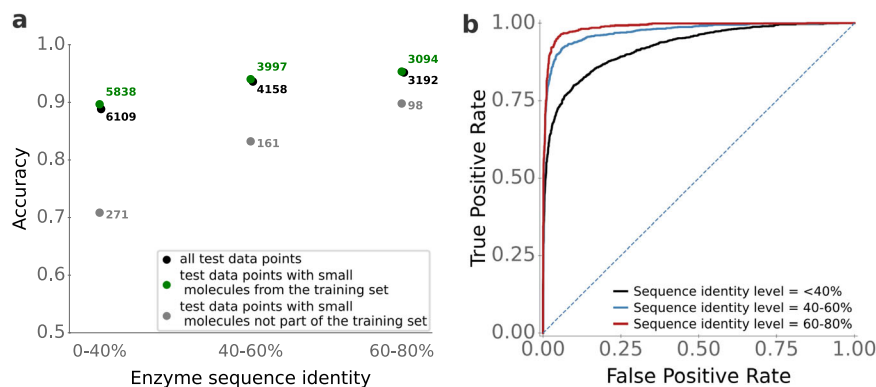 a
1.0
0.9
0.8
0.7
0.6
0.5
Accuracy
5838
6109
271
3997
4158
161
3094
3192
98
all test data points
test data points with small
molecules from the training set
test data points with small
molecules not part of the training set
0-40%
40-60%
60-80%
Enzyme sequence identity
b
1.00
0.75
0.50
0.25
0.00
True Positive Rate
Sequence identity level = <40%
Sequence identity level = 40-60%
Sequence identity level = 60-80%
0.00
0.25
0.50
0.75
1.00
False Positive Rate